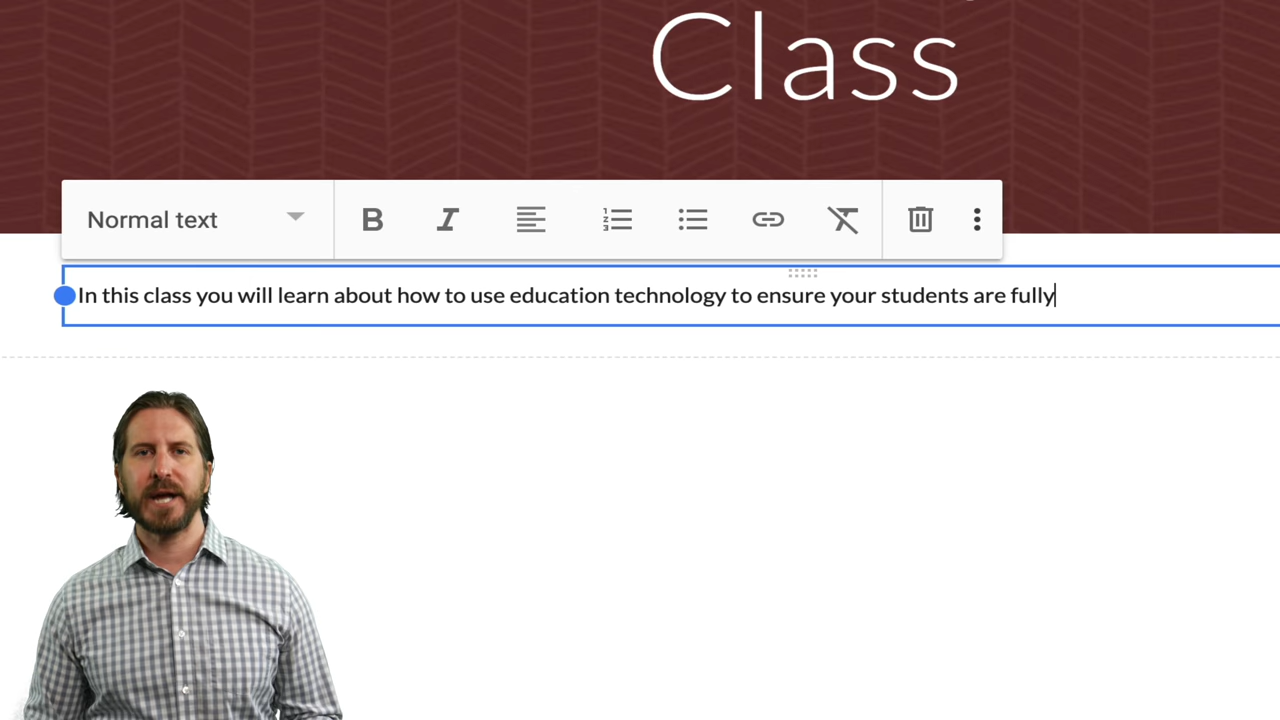 Class
Normal text
In this class you will learn about how to use education technology to ensure your students are fully